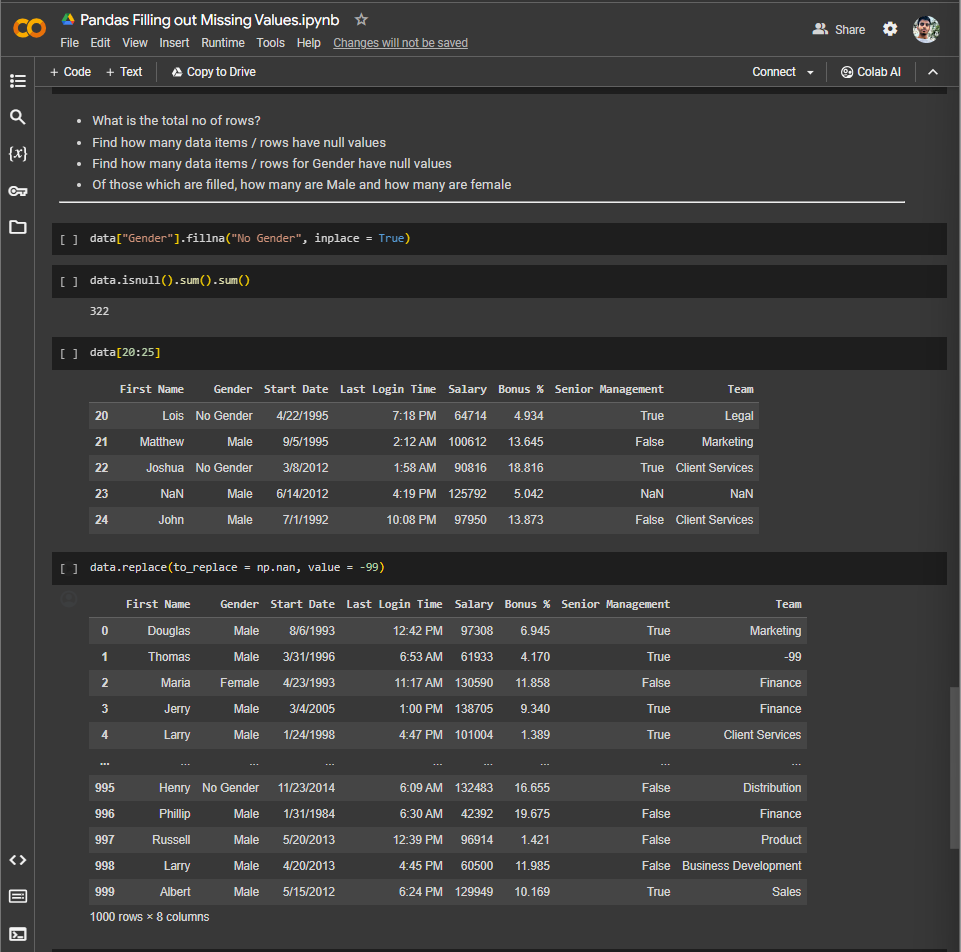 Pandas Filling out Missing Values.ipynb
File Edit View Insert Runtime Tools Help Changes will not be saved
Share
+ Code + Text Copy to Drive
Connect Colab AI
{x}
• What is the total no of rows?
• Find how many data items / rows have null values
• Find how many data items / rows for Gender have null values
• Of those which are filled, how many are Male and how many are female
[ ] data["Gender"].fillna("No Gender", inplace = True)
[ ] data.isnull().sum().sum()
322
[ ] data[20:25]
First Name Gender Start Date Last Login Time Salary Bonus % Senior Management Team
20 Lois No Gender 4/22/1995 7:18 PM 64714 4.934 True Legal
21 Matthew Male 9/5/1995 2:12 AM 100612 13.645 False Marketing
22 Joshua No Gender 3/8/2012 1:58 AM 90816 18.816 True Client Services
23 NaN Male 6/14/2012 4:19 PM 125792 5.042 NaN NaN
24 John Male 7/1/1992 10:08 PM 97950 13.873 False Client Services
[ ] data.replace(to_replace = np.nan, value = -99)
First Name Gender Start Date Last Login Time Salary Bonus % Senior Management Team
0 Douglas Male 8/6/1993 12:42 PM 97308 6.945 True Marketing
1 Thomas Male 3/31/1996 6:53 AM 61933 4.170 True -99
2 Maria Female 4/23/1993 11:17 AM 130590 11.858 False Finance
3 Jerry Male 3/4/2005 1:00 PM 138705 9.340 True Finance
4 Larry Male 1/24/1998 4:47 PM 101004 1.389 True Client Services
... ... ... ... ... ... ... ... ...
995 Henry No Gender 11/23/2014 6:09 AM 132483 16.655 False Distribution
996 Phillip Male 1/31/1984 6:30 AM 42392 19.675 False Finance
997 Russell Male 5/20/2013 12:39 PM 96914 1.421 False Product
998 Larry Male 4/20/2013 4:45 PM 60500 11.985 False Business Development
999 Albert Male 5/15/2012 6:24 PM 129949 10.169 True Sales
1000 rows × 8 columns